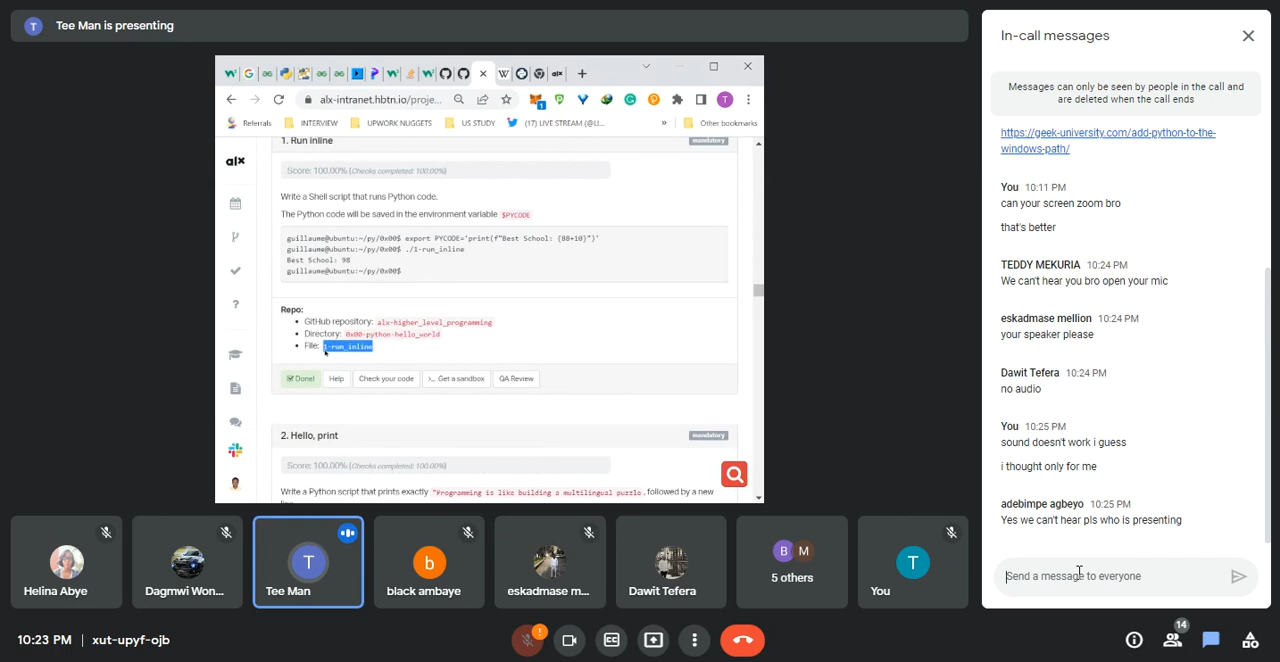 T Tee Man is presenting
alx-intranet.hbtn.io/proje...
1
T
Referrals INTERVIEW UPWORK NUGGETS US STUDY (17) LIVE STREAM (@LI... » Other bookmarks
alx
1. Run inline
mandatory
Score: 100.00% (Checks completed: 100.00%)
Write a Shell script that runs Python code.
The Python code will be saved in the environment variable $PYCODE
guillaume@ubuntu:~/py/0x00$ export PYCODE='print(f"Best School: {88+10}")'
guillaume@ubuntu:~/py/0x00$ ./1-run_inline
Best School: 98
guillaume@ubuntu:~/py/0x00$
Repo:
• GitHub repository: alx-higher_level_programming
• Directory: 0x00-python-hello_world
• File: 1-run_inline
Done! Help Check your code >_ Get a sandbox QA Review
2. Hello, print
mandatory
Score: 100.00% (Checks completed: 100.00%)
Write a Python script that prints exactly "Programming is like building a multilingual puzzle, followed by a new
In-call messages
Messages can only be seen by people in the call and
are deleted when the call ends
https://geek-university.com/add-python-to-the-
windows-path/
You 10:11 PM
can your screen zoom bro
that's better
TEDDY MEKURIA 10:24 PM
We can't hear you bro open your mic
eskadmase mellion 10:24 PM
your speaker please
Dawit Tefera 10:24 PM
no audio
You 10:25 PM
sound doesn't work i guess
i thought only for me
adebimpe agbeyo 10:25 PM
Yes we can't hear pls who is presenting
Send a message to everyone
Helina Abye
Dagmwi Won...
T
Tee Man
b
black ambaye
eskadmase m...
Dawit Tefera
B M
5 others
T
You
10:23 PM | xut-upyf-ojb
14